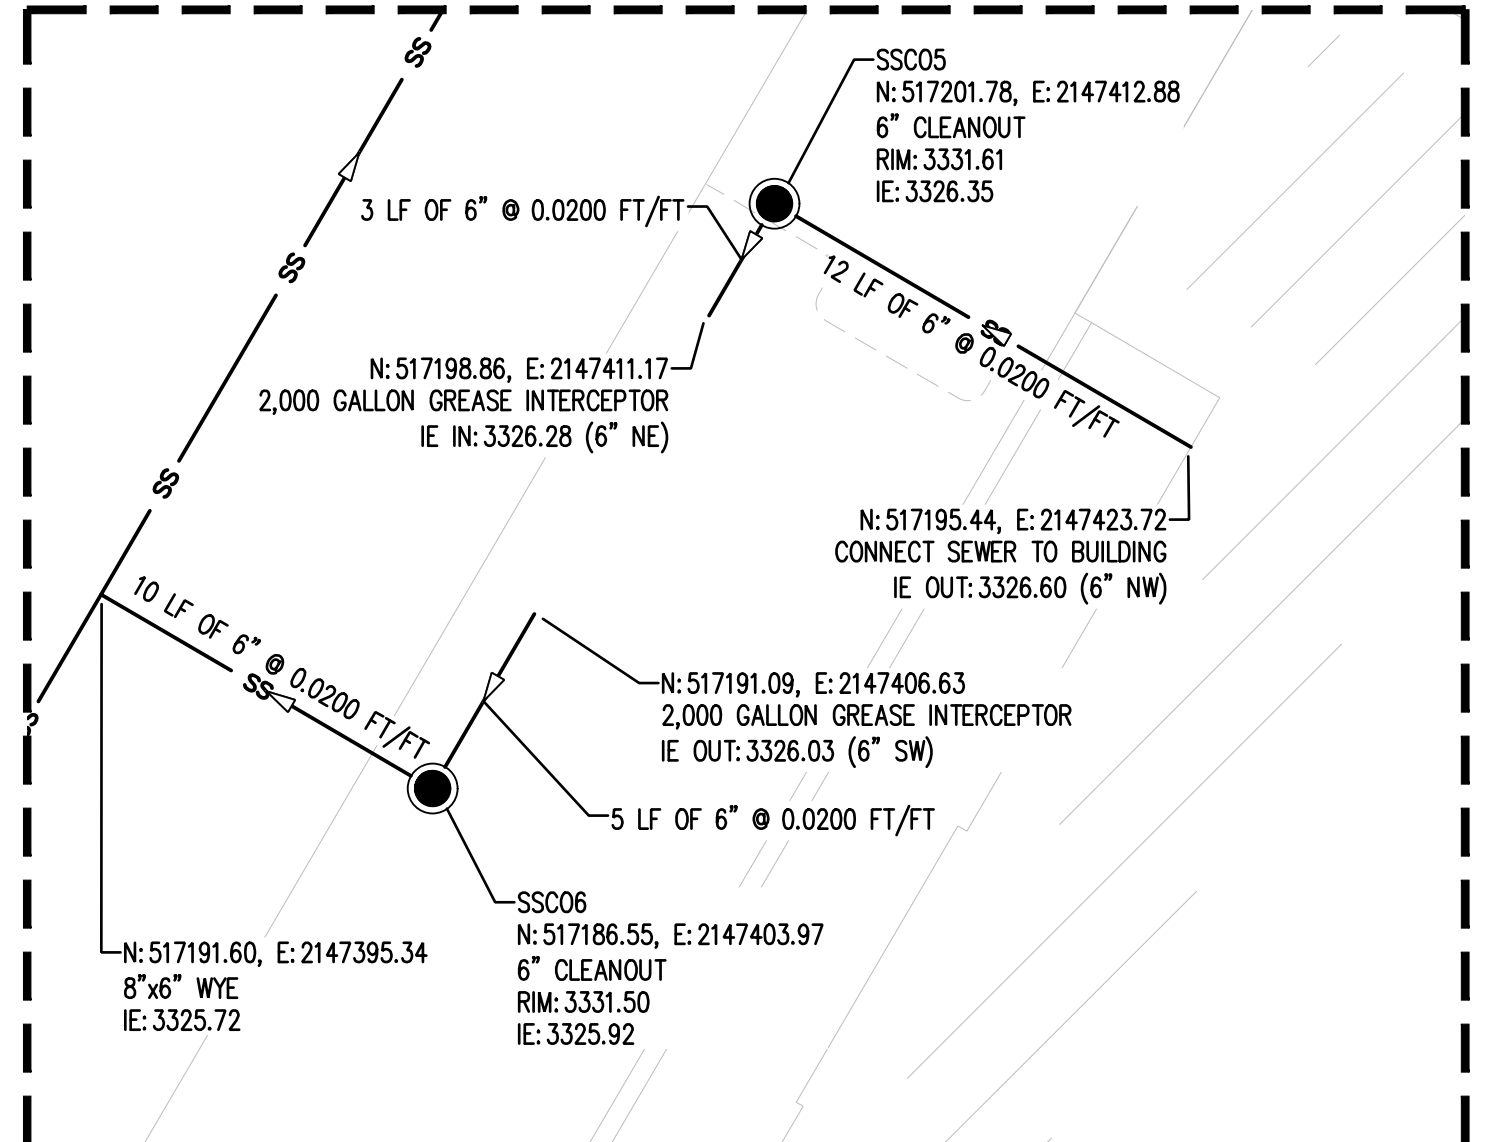 SS
SSCO5
N: 517201.78, E: 2147412.88
6" CLEANOUT
RIM: 3331.61
IE: 3326.35
3 LF OF 6" @ 0.0200 FT/FT
SS
12 LF OF 6" @ 0.0200 FT/FT
N: 517198.86, E: 2147411.17
2,000 GALLON GREASE INTERCEPTOR
IE IN: 3326.28 (6" NE)
SS
N: 517195.44, E: 2147423.72
CONNECT SEWER TO BUILDING
IE OUT: 3326.60 (6" NW)
10 LF OF 6" @ 0.0200 FT/FT
SS
N: 517191.09, E: 2147406.63
2,000 GALLON GREASE INTERCEPTOR
IE OUT: 3326.03 (6" SW)
5 LF OF 6" @ 0.0200 FT/FT
SSCO6
N: 517186.55, E: 2147403.97
6" CLEANOUT
RIM: 3331.50
IE: 3325.92
N: 517191.60, E: 2147395.34
8"x6" WYE
IE: 3325.72